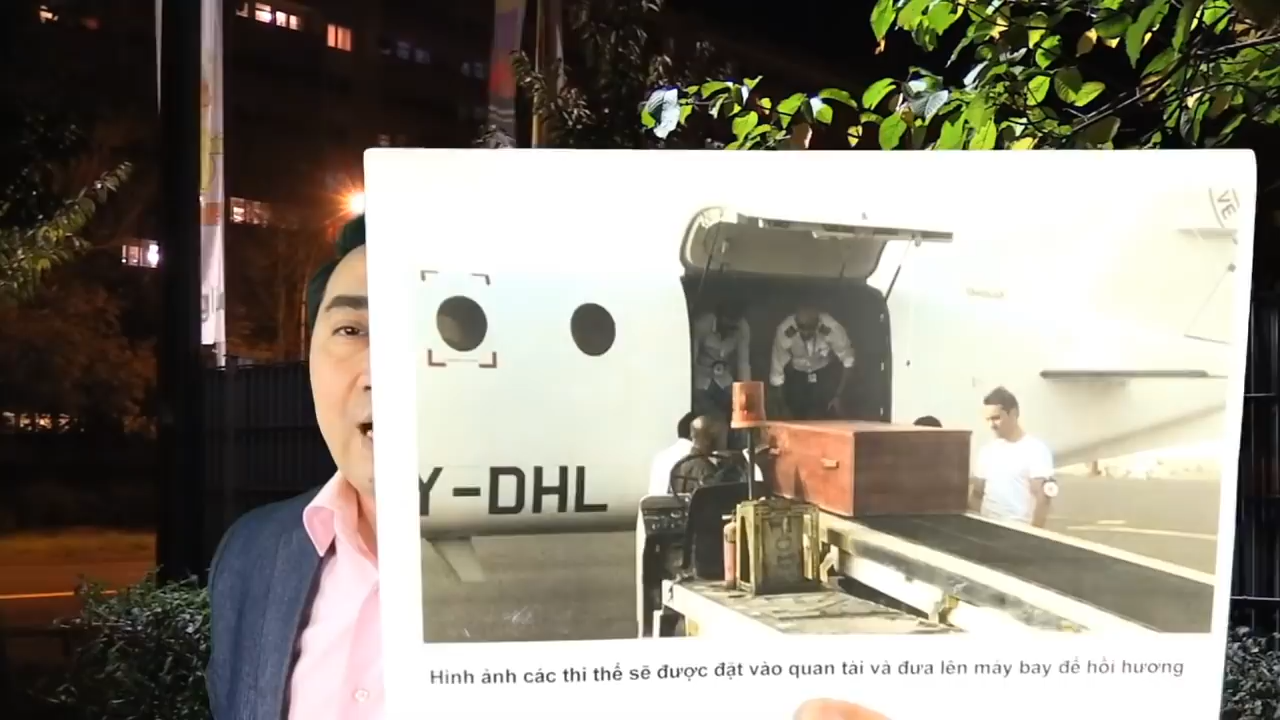 VE
Y-DHL
Hình ảnh các thi thể sẽ được đặt vào quan tài và đưa lên máy bay để hồi hương